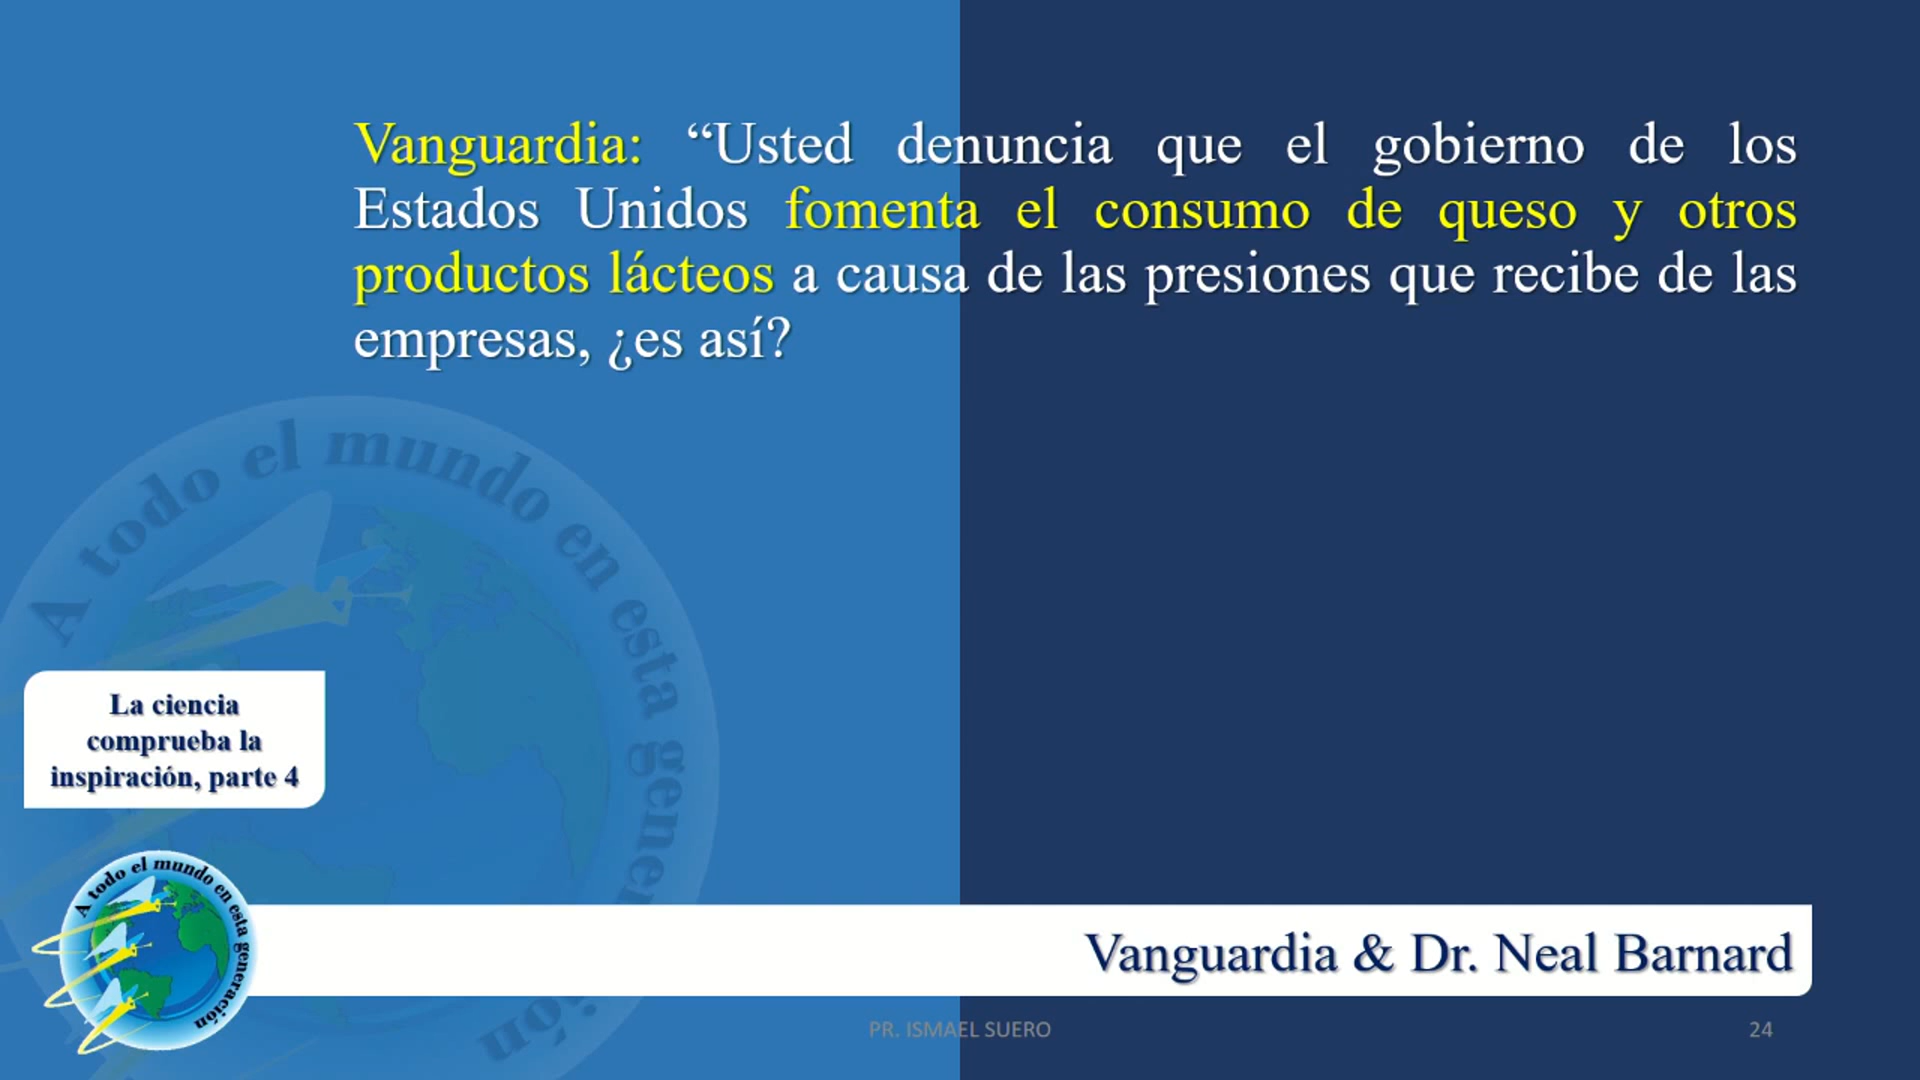 Vanguardia: “Usted denuncia que el gobierno de los
Estados Unidos fomenta el consumo de queso y otros
productos lácteos a causa de las presiones que recibe de las
empresas, ¿es así?
A todo el mundo en esta generación
La ciencia
comprueba la
inspiración, parte 4
A todo el mundo en esta generación
Vanguardia & Dr. Neal Barnard
PR. ISMAEL SUERO
24